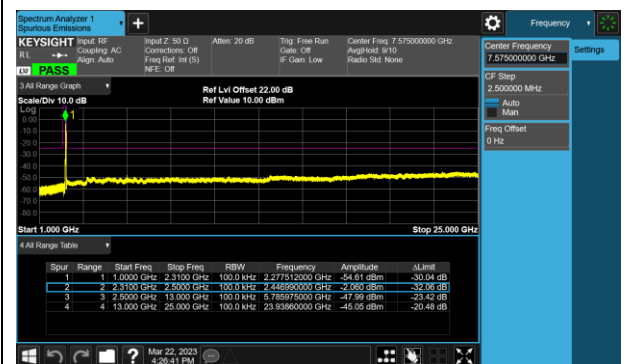 Spectrum Analyzer 1
Spurious Emissions
Frequency
KEYSIGHT
RL
PASS
Input: RF
Coupling: AC
Align: Auto
Input Z: 50 Ω
Corrections: Off
Freq Ref: Int (S)
NFE: Off
Atten: 20 dB
Trig: Free Run
Gate: Off
IF Gain: Low
Center Freq: 7.575000000 GHz
Avg|Hold: 9/10
Radio Std: None
Center Frequency
7.575000000 GHz
Settings
CF Step
2.500000 MHz
Auto
Man
Freq Offset
0 Hz
3 All Range Graph
Scale/Div 10.0 dB
Ref Lvl Offset 22.00 dB
Ref Value 10.00 dBm
Log
1
0.00
-10.0
-20.0
-30.0
-40.0
-50.0
-60.0
-70.0
-80.0
Start 1.000 GHz
Stop 25.000 GHz
4 All Range Table
Spur Range Start Freq Stop Freq RBW Frequency Amplitude ΔLimit
1 1 1.0000 GHz 2.3100 GHz 100.0 kHz 2.277512000 GHz -54.61 dBm -30.04 dB
2 2 2.3100 GHz 2.5000 GHz 100.0 kHz 2.446990000 GHz -2.060 dBm -32.06 dB
3 3 2.5000 GHz 13.000 GHz 100.0 kHz 5.785975000 GHz -47.99 dBm -23.42 dB
4 4 13.000 GHz 25.000 GHz 100.0 kHz 23.93860000 GHz -45.05 dBm -20.48 dB
?
Mar 22, 2023
4:26:41 PM